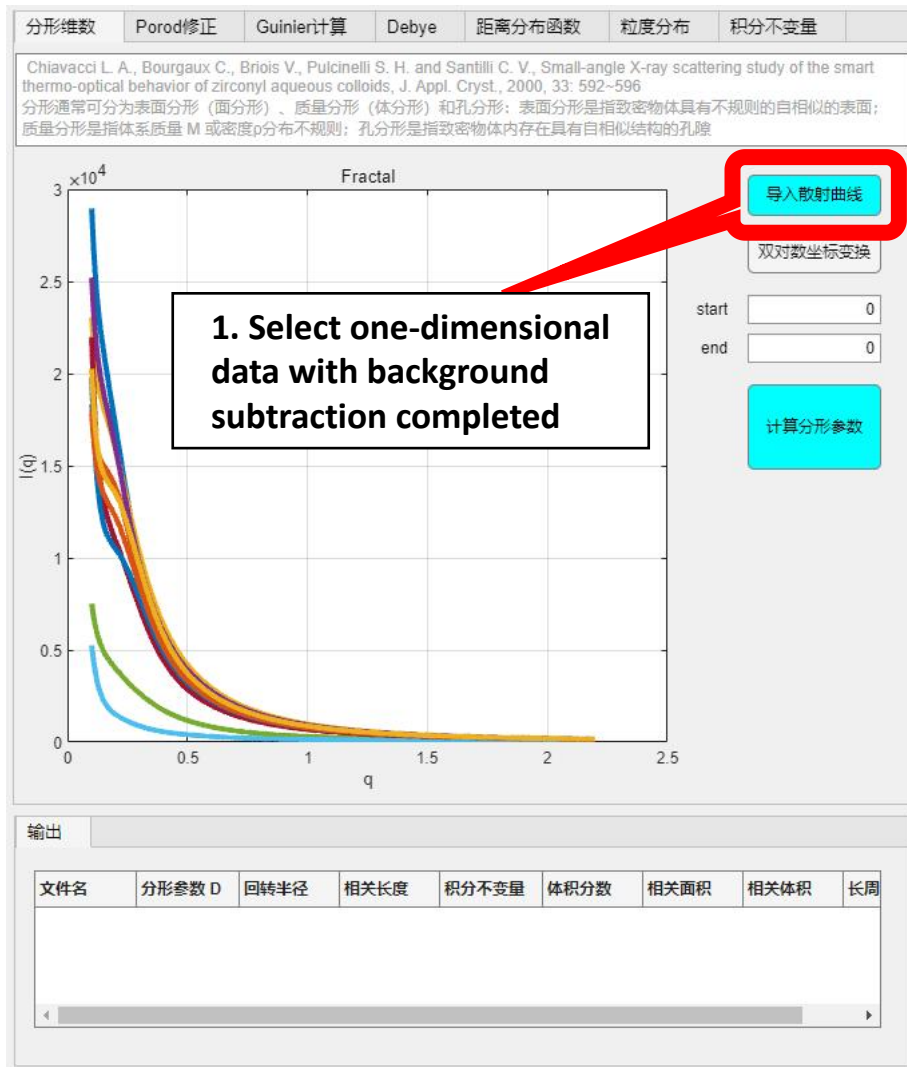 分形维数 Porod修正 Guinier计算 Debye 距离分布函数 粒度分布 积分不变量
Chiavacci L. A., Bourgaux C., Briois V., Pulcinelli S. H. and Santilli C. V., Small-angle X-ray scattering study of the smart
thermo-optical behavior of zirconyl aqueous colloids, J. Appl. Cryst., 2000, 33: 592~596
分形通常可分为表面分形（面分形）、质量分形（体分形）和孔分形：表面分形是指致密物体具有不规则的自相似的表面；
质量分形是指体系质量 M 或密度ρ分布不规则；孔分形是指致密物体内存在具有自相似结构的孔隙
×10⁴
Fractal
3
2.5
2
1.5
1
0.5
0
I(q)
0 0.5 1 1.5 2 2.5
q
1. Select one-dimensional
data with background
subtraction completed
导入散射曲线
双对数坐标变换
start 0
end 0
计算分形参数
输出
文件名 分形参数 D 回转半径 相关长度 积分不变量 体积分数 相关面积 相关体积 长周